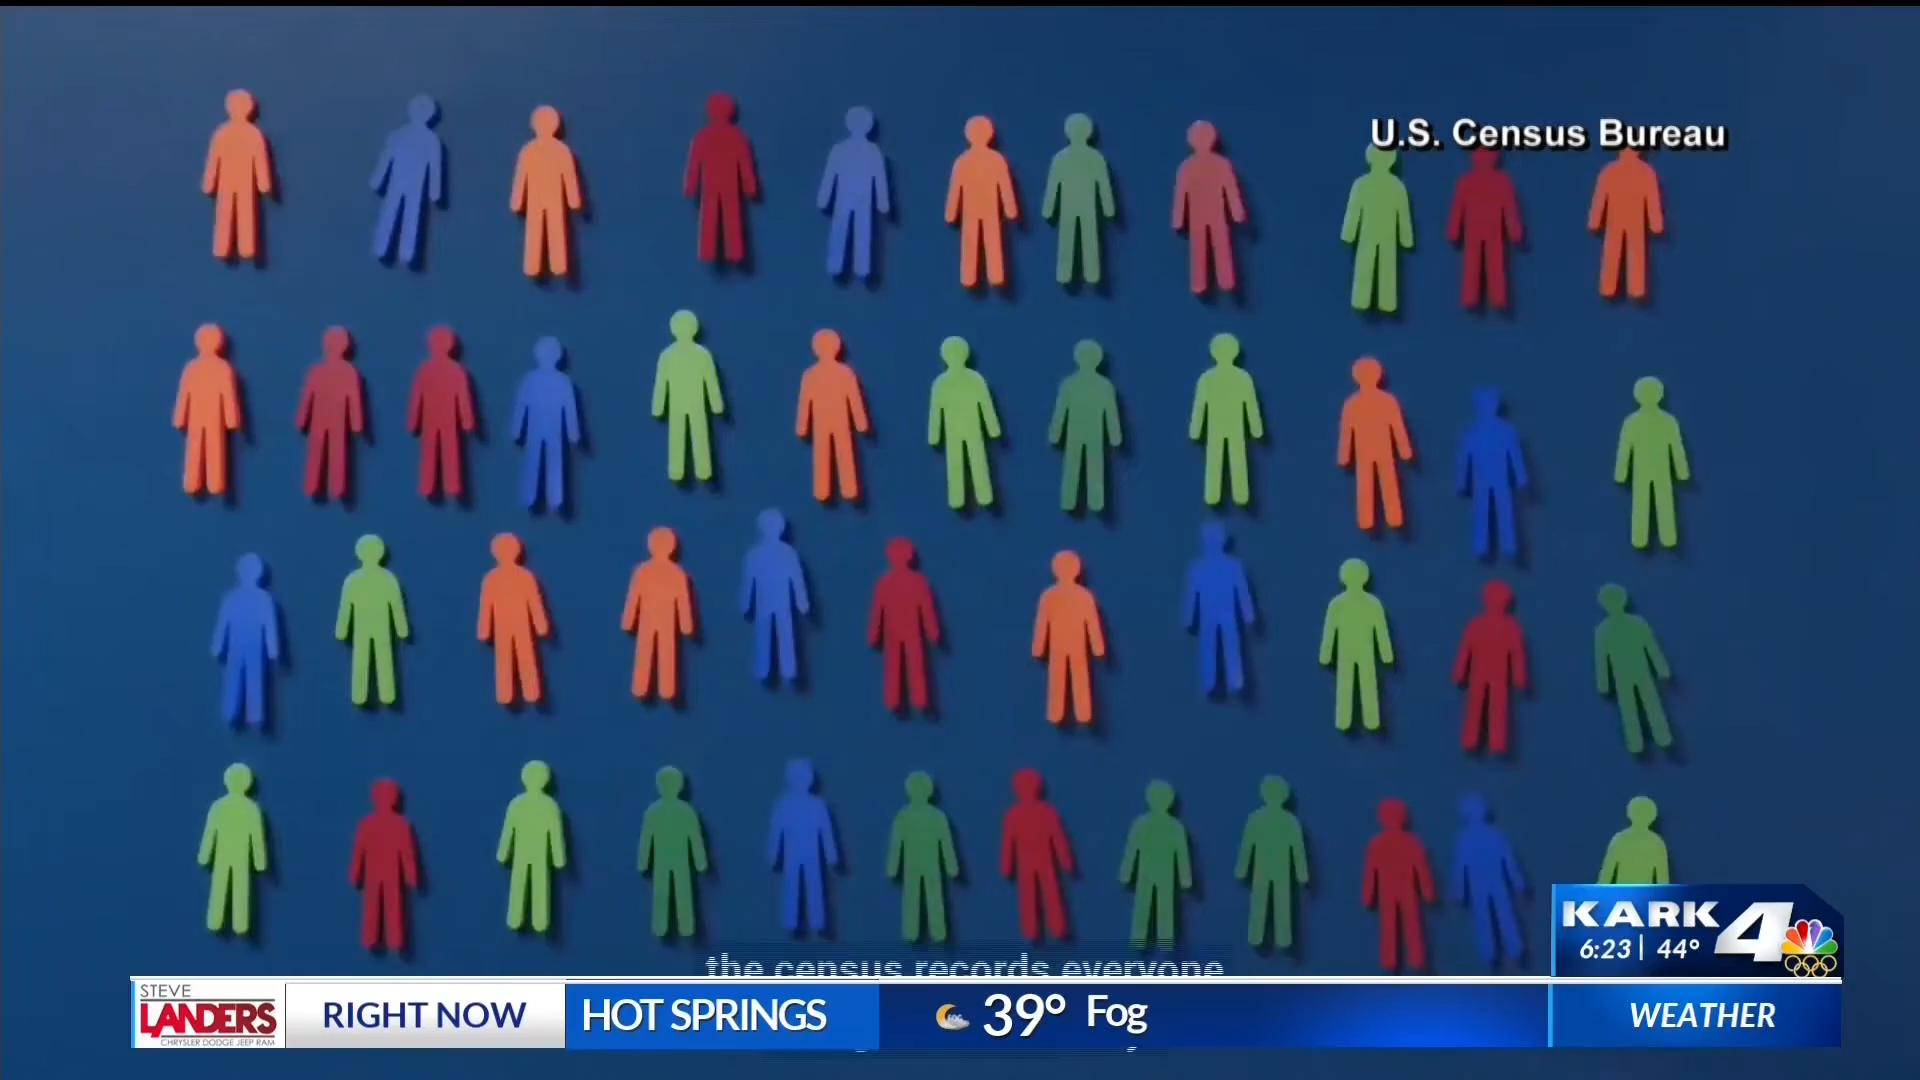 U.S. Census Bureau
KARK 4
6:23 | 44°
the census records everyone
STEVE
LANDERS
CHRYSLER DODGE JEEP RAM
RIGHT NOW
HOT SPRINGS
39° Fog
WEATHER